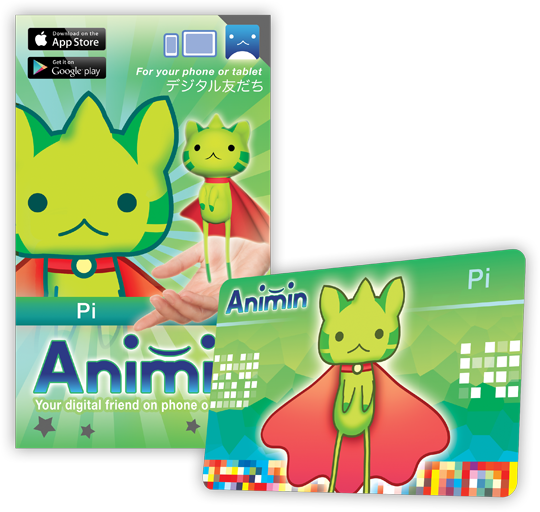 Download on the
App Store
Get it on
Google play
For your phone or tablet
デジタル友だち
Pi
Animin
Your digital friend on phone o
Animin
Pi